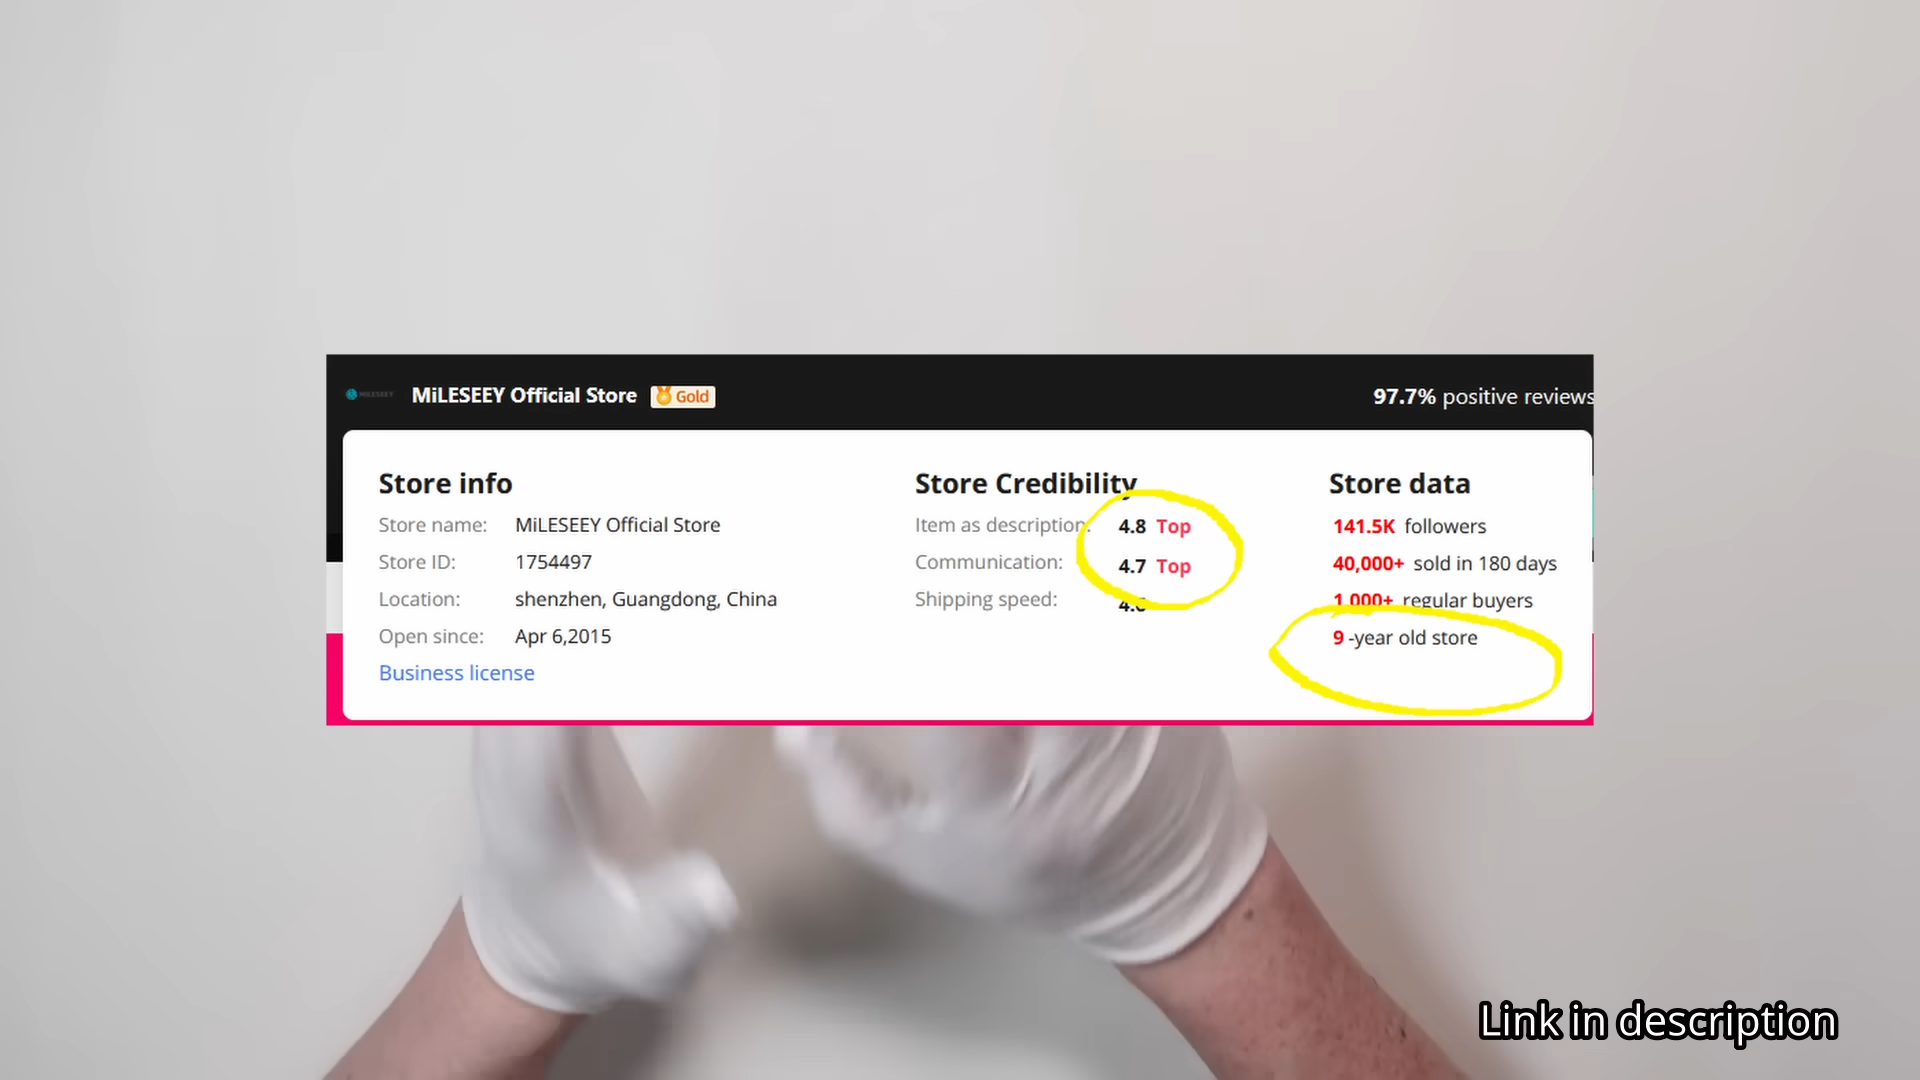 MiLESEEY Official Store Gold
97.7% positive reviews
Store info
Store name: MiLESEEY Official Store
Store ID: 1754497
Location: shenzhen, Guangdong, China
Open since: Apr 6,2015
Business license
Store Credibility
Item as description: 4.8 Top
Communication: 4.7 Top
Shipping speed:
Store data
141.5K followers
40,000+ sold in 180 days
1,000+ regular buyers
9 -year old store
Link in description